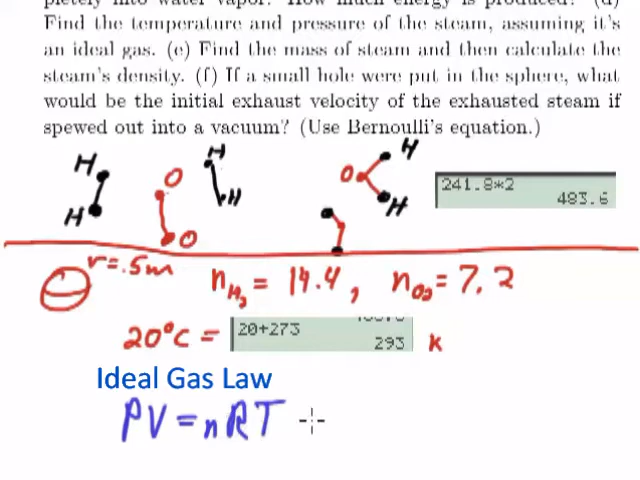 pletely into water vapor? How much energy is produced? (d)
Find the temperature and pressure of the steam, assuming it's
an ideal gas. (e) Find the mass of steam and then calculate the
steam's density. (f) If a small hole were put in the sphere, what
would be the initial exhaust velocity of the exhausted steam if
spewed out into a vacuum? (Use Bernoulli's equation.)
H H O O H H O H H
241.8*2
483.6
r=.5m nH₂ = 14.4, nO₂ = 7.2
20°C = 20+273
293 K
Ideal Gas Law
PV=nRT